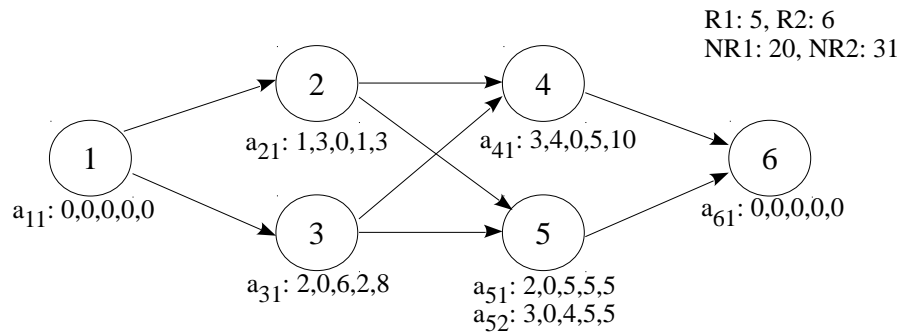 R1: 5, R2: 6
NR1: 20, NR2: 31
2
4
a21: 1,3,0,1,3
a41: 3,4,0,5,10
1
6
a11: 0,0,0,0,0
a61: 0,0,0,0,0
3
5
a31: 2,0,6,2,8
a51: 2,0,5,5,5
a52: 3,0,4,5,5